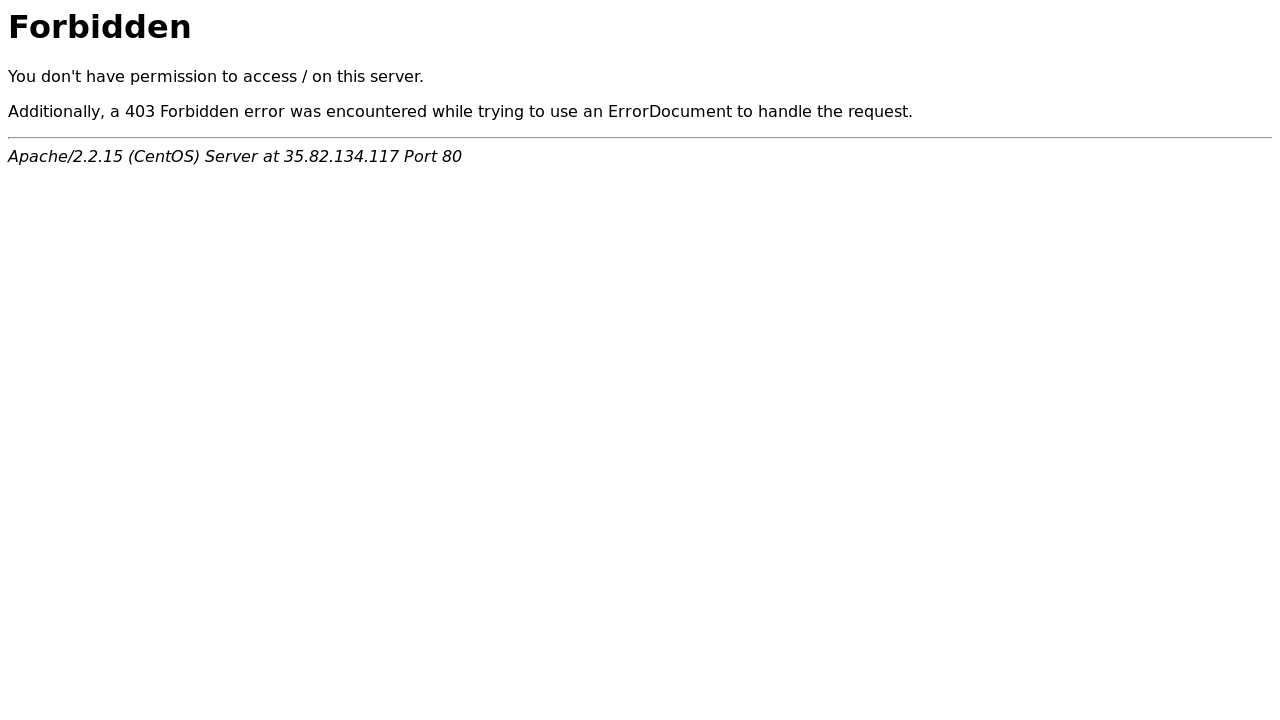 Forbidden
You don't have permission to access / on this server.
Additionally, a 403 Forbidden error was encountered while trying to use an ErrorDocument to handle the request.
Apache/2.2.15 (CentOS) Server at 35.82.134.117 Port 80